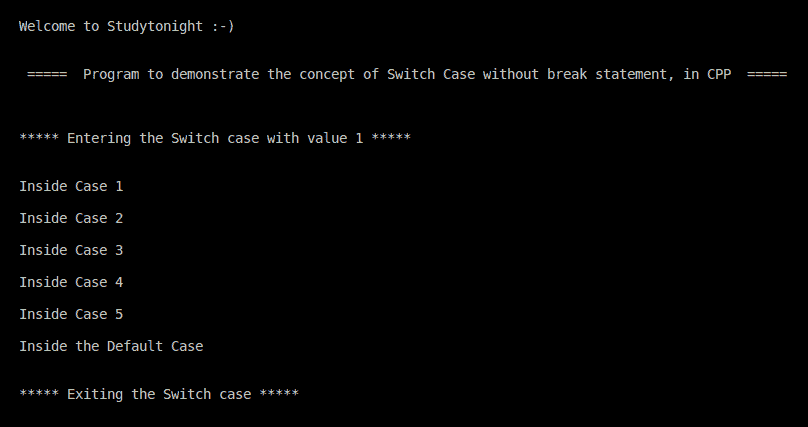 Welcome to Studytonight :-)
===== Program to demonstrate the concept of Switch Case without break statement, in CPP =====
***** Entering the Switch case with value 1 *****
Inside Case 1
Inside Case 2
Inside Case 3
Inside Case 4
Inside Case 5
Inside the Default Case
***** Exiting the Switch case *****